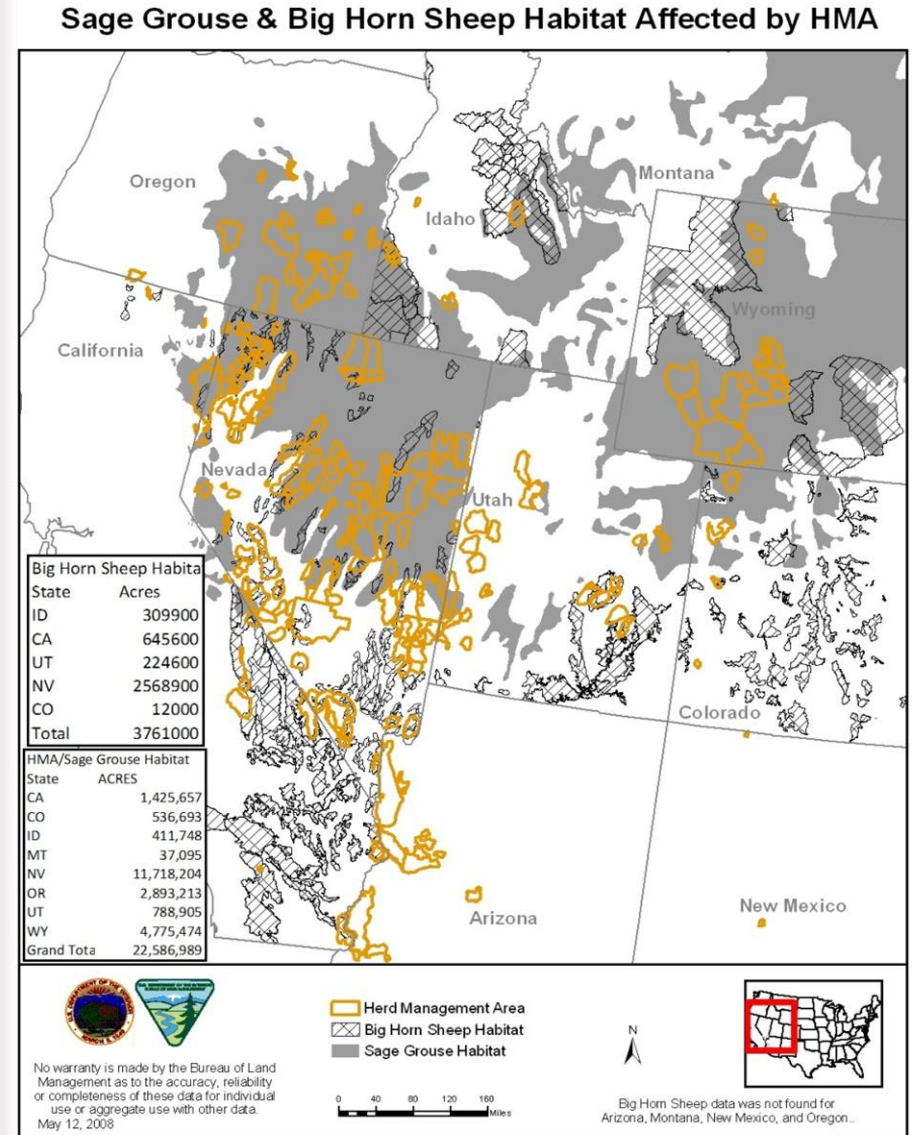 Sage Grouse & Big Horn Sheep Habitat Affected by HMA
Oregon
Idaho
Montana
Wyoming
California
Nevada
Utah
Colorado
Arizona
New Mexico
Big Horn Sheep Habita
State Acres
ID 309900
CA 645600
UT 224600
NV 2568900
CO 12000
Total 3761000
HMA/Sage Grouse Habitat
State ACRES
CA 1,425,657
CO 536,693
ID 411,748
MT 37,095
NV 11,718,204
OR 2,893,213
UT 788,905
WY 4,775,474
Grand Tota 22,586,989
No warranty is made by the Bureau of Land
Management as to the accuracy, reliability
or completeness of these data for individual
use or aggregate use with other data.
May 12, 2008
Herd Management Area
Big Horn Sheep Habitat
Sage Grouse Habitat
0 40 80 120 160
Miles
N
Big Horn Sheep data was not found for
Arizona, Montana, New Mexico, and Oregon..